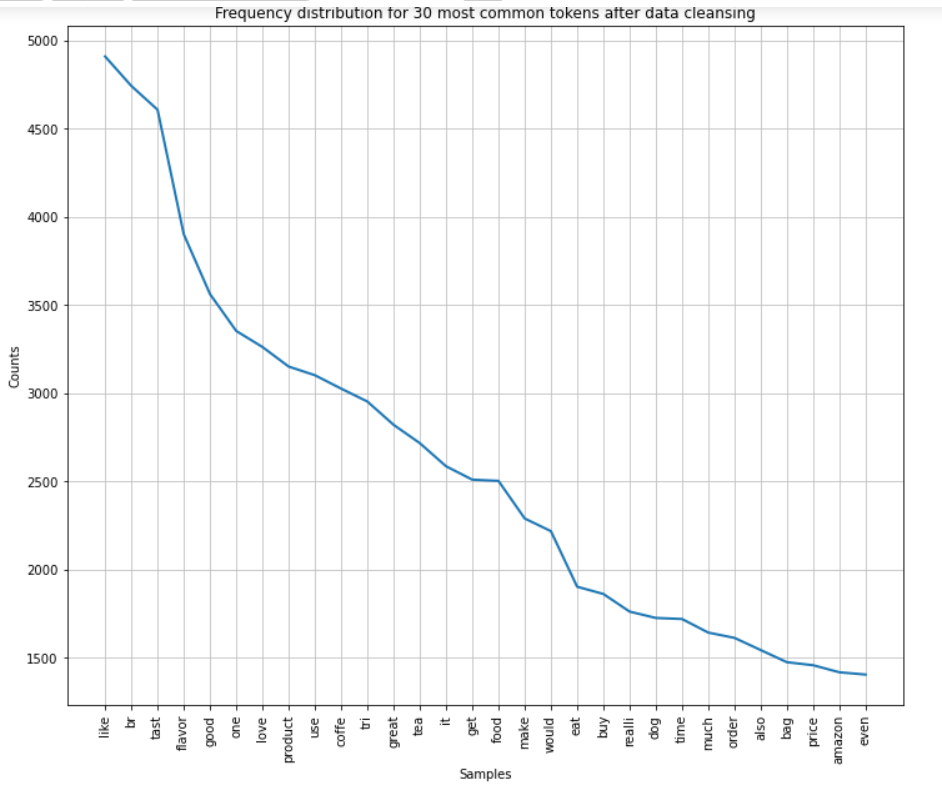 Frequency distribution for 30 most common tokens after data cleansing
5000
4500
4000
3500
3000
2500
2000
1500
Counts
like
br
tast
flavor
good
one
love
product
use
coffe
tri
great
tea
it
get
food
make
would
eat
buy
realli
dog
time
much
order
also
bag
price
amazon
even
Samples